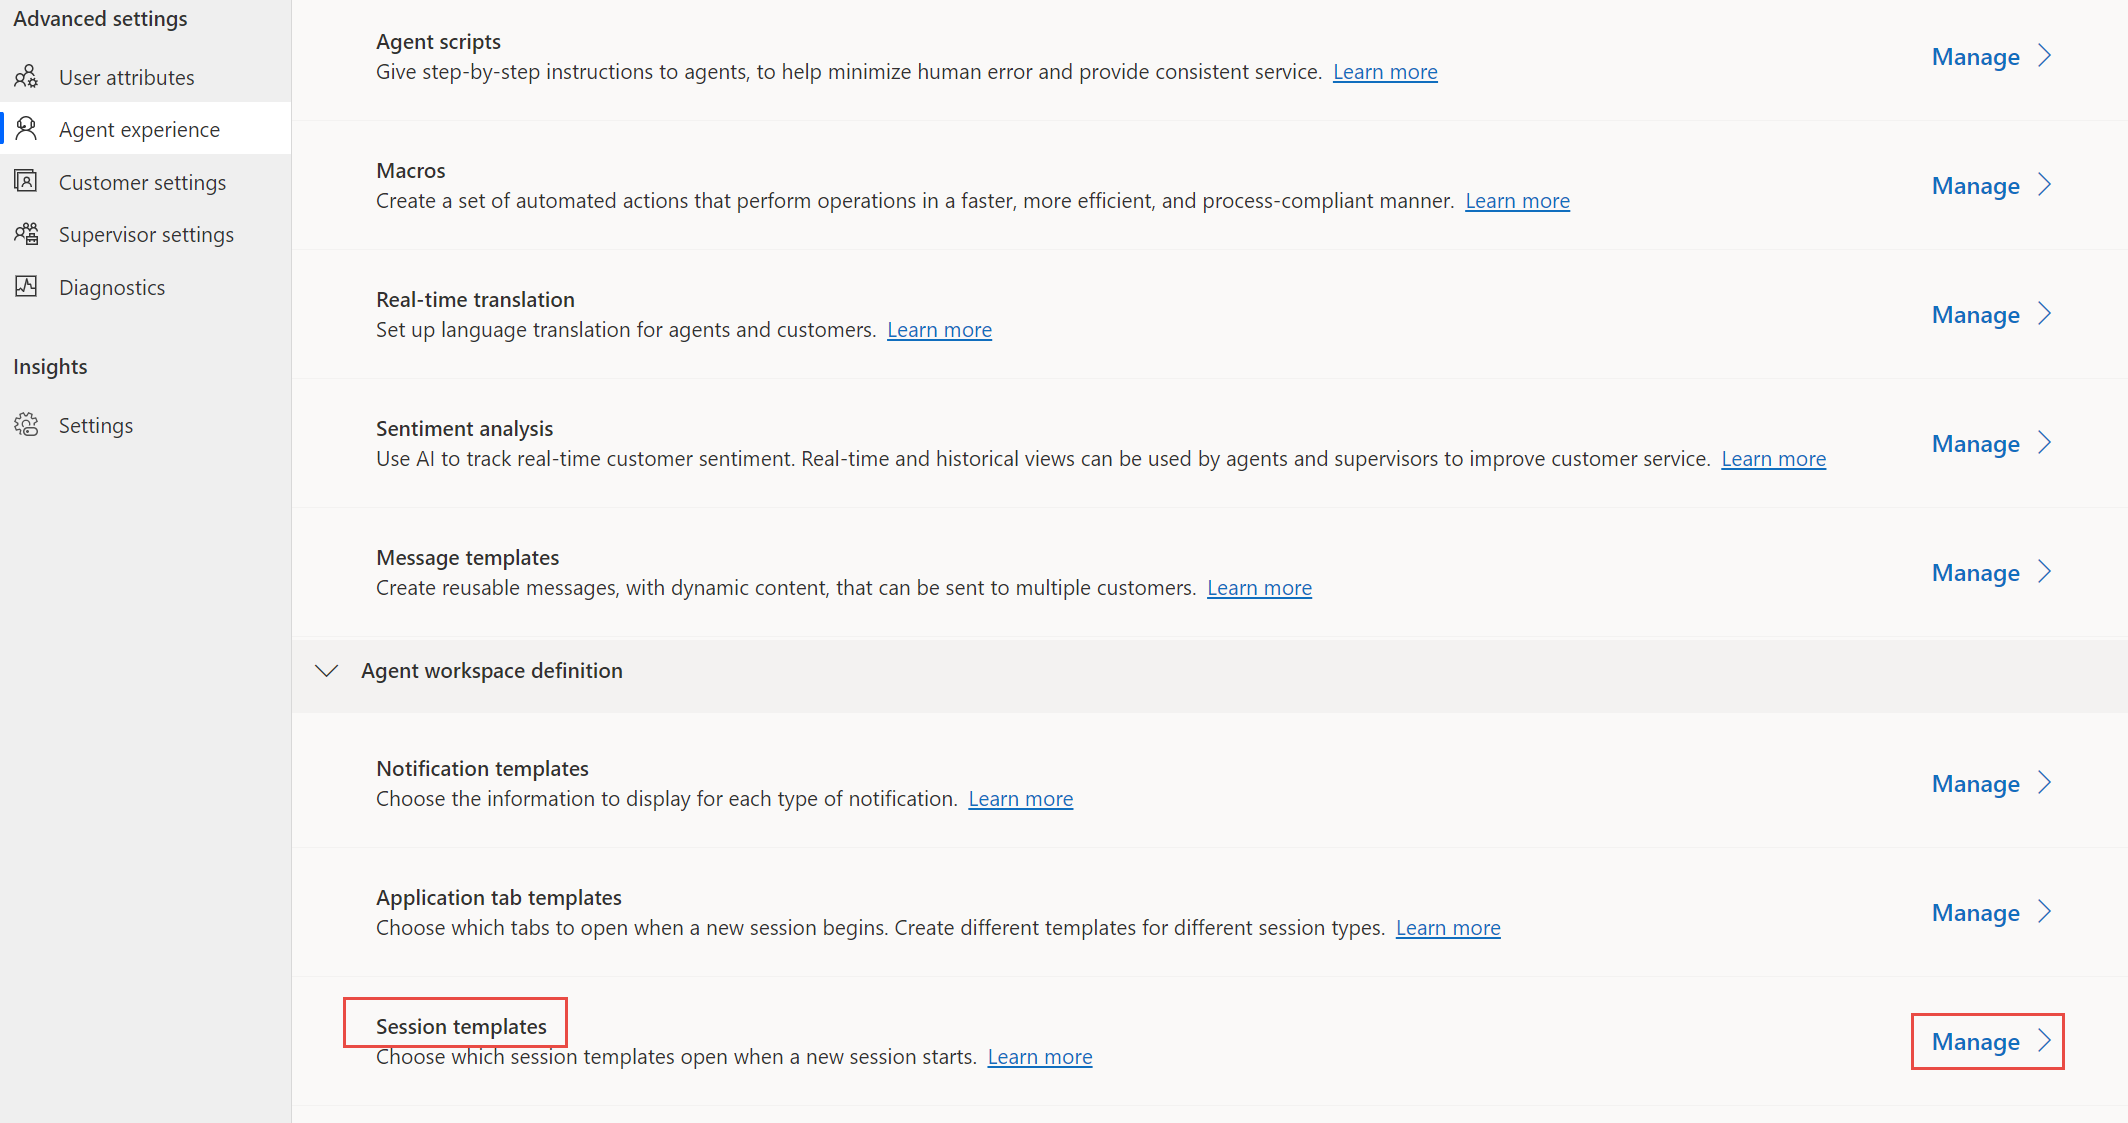 Advanced settings
User attributes
Agent experience
Customer settings
Supervisor settings
Diagnostics
Insights
Settings
Agent scripts
Give step-by-step instructions to agents, to help minimize human error and provide consistent service. Learn more
Manage
Macros
Create a set of automated actions that perform operations in a faster, more efficient, and process-compliant manner. Learn more
Manage
Real-time translation
Set up language translation for agents and customers. Learn more
Manage
Sentiment analysis
Use AI to track real-time customer sentiment. Real-time and historical views can be used by agents and supervisors to improve customer service. Learn more
Manage
Message templates
Create reusable messages, with dynamic content, that can be sent to multiple customers. Learn more
Manage
Agent workspace definition
Notification templates
Choose the information to display for each type of notification. Learn more
Manage
Application tab templates
Choose which tabs to open when a new session begins. Create different templates for different session types. Learn more
Manage
Session templates
Choose which session templates open when a new session starts. Learn more
Manage